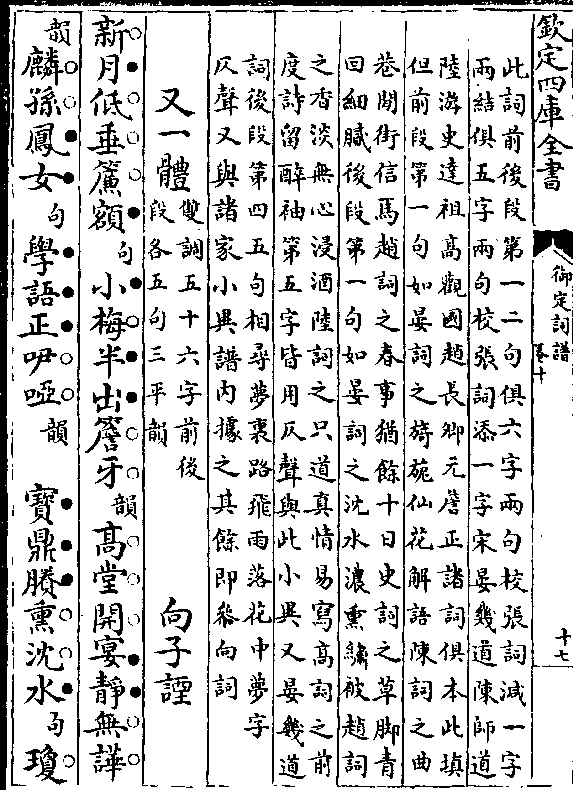 欽定四庫全書
御定詞譜
卷十
十七
此詞前後段第一二句俱六字兩句校張詞減一字
兩結俱五字兩句校張詞添一字宋晏幾道陳師道
陸游史達祖高觀國趙長卿元詹正諸詞俱本此填
但前段第一句如晏詞之旖旎仙花解語陳詞之曲
巷閒街信馬趙詞之春事猶餘十日史詞之草脚青
回細膩後段第一句如晏詞之沈水濃熏繡被趙詞
之香淡無心浸酒陸詞之只道真情易寫高詞之前
度詩留醉袖第五字皆用仄聲與此小異又晏幾道
詞後段第四五句相尋夢裏路飛雨落花中夢字
仄聲又與諸家小異譜内據之其餘即參向詞
又一體 雙調五十六字前後
段各五句三平韻 向子諲
新月低垂簾額句 小梅半出簷牙韻 高堂開宴靜無譁
韻 麟孫鳳女句 學語正吚啞韻 寳鼎賸熏沈水句 瓊